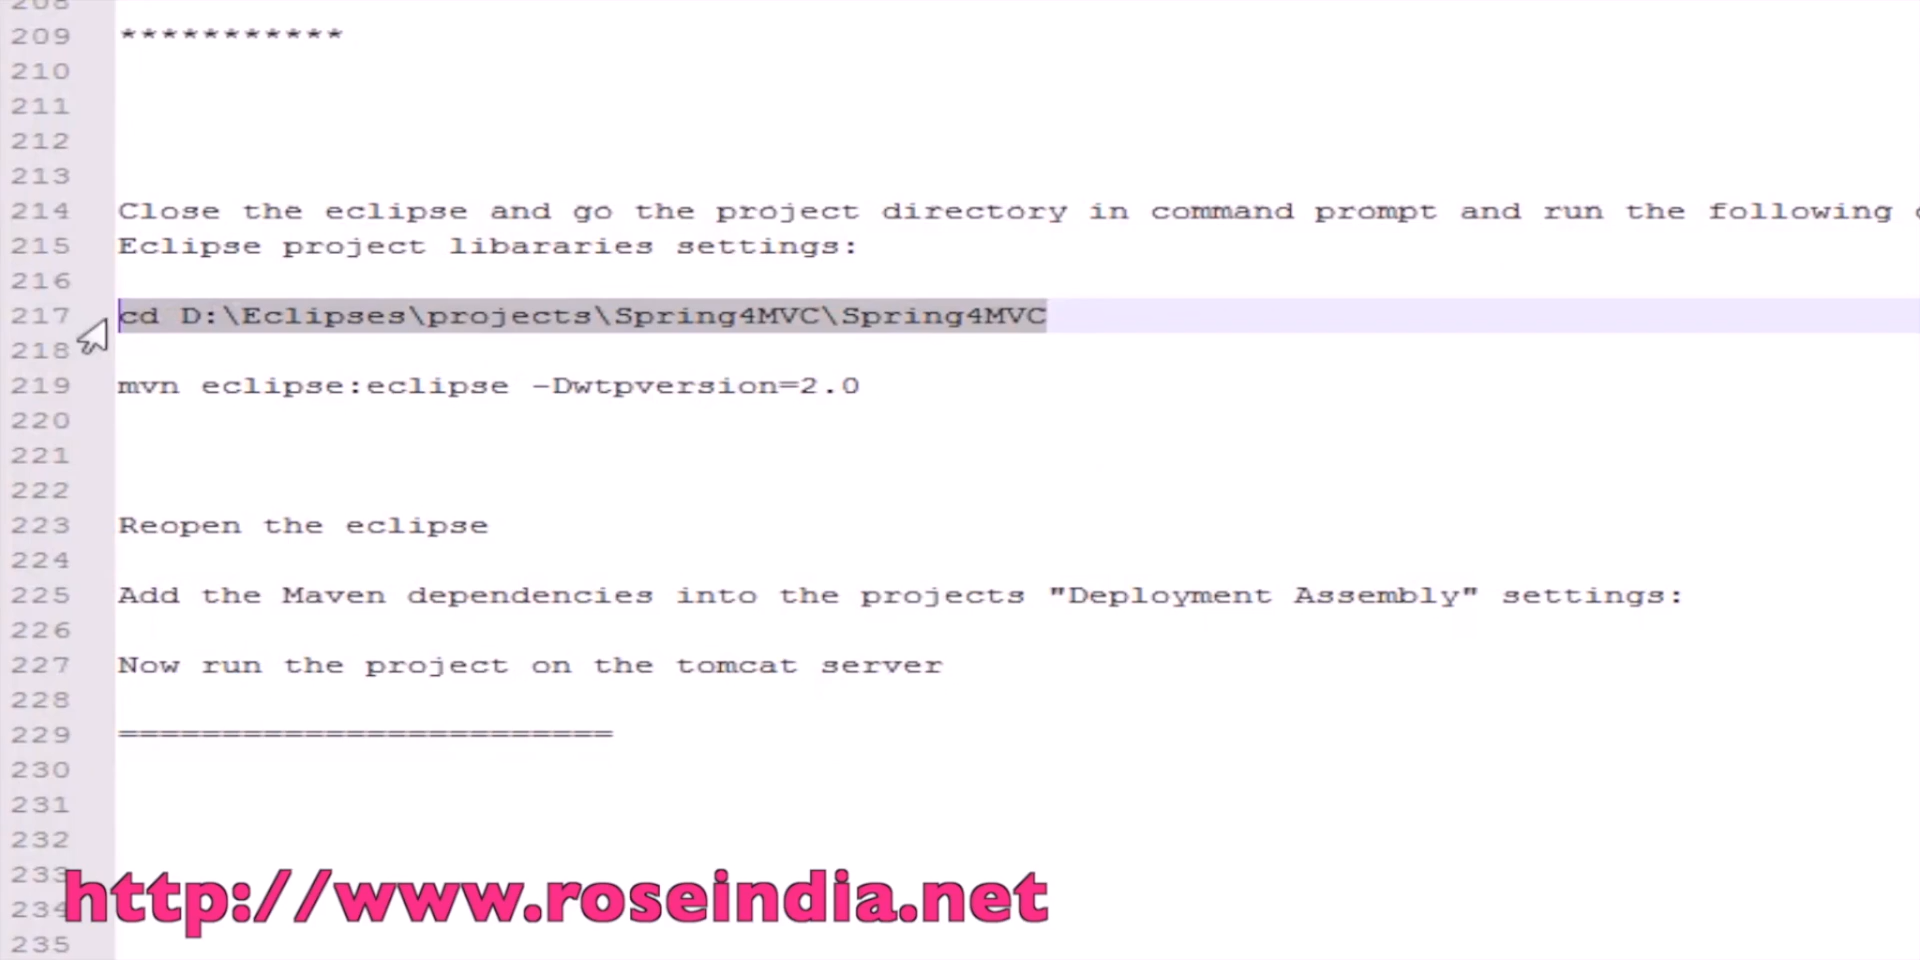 208
209 ***********
210
211
212
213
214 Close the eclipse and go the project directory in command prompt and run the following
215 Eclipse project libararies settings:
216
217 cd D:\Eclipses\projects\Spring4MVC\Spring4MVC
218
219 mvn eclipse:eclipse -Dwtpversion=2.0
220
221
222
223 Reopen the eclipse
224
225 Add the Maven dependencies into the projects "Deployment Assembly" settings:
226
227 Now run the project on the tomcat server
228
229 ========================
230
231
232
233
http://www.roseindia.net
234
235